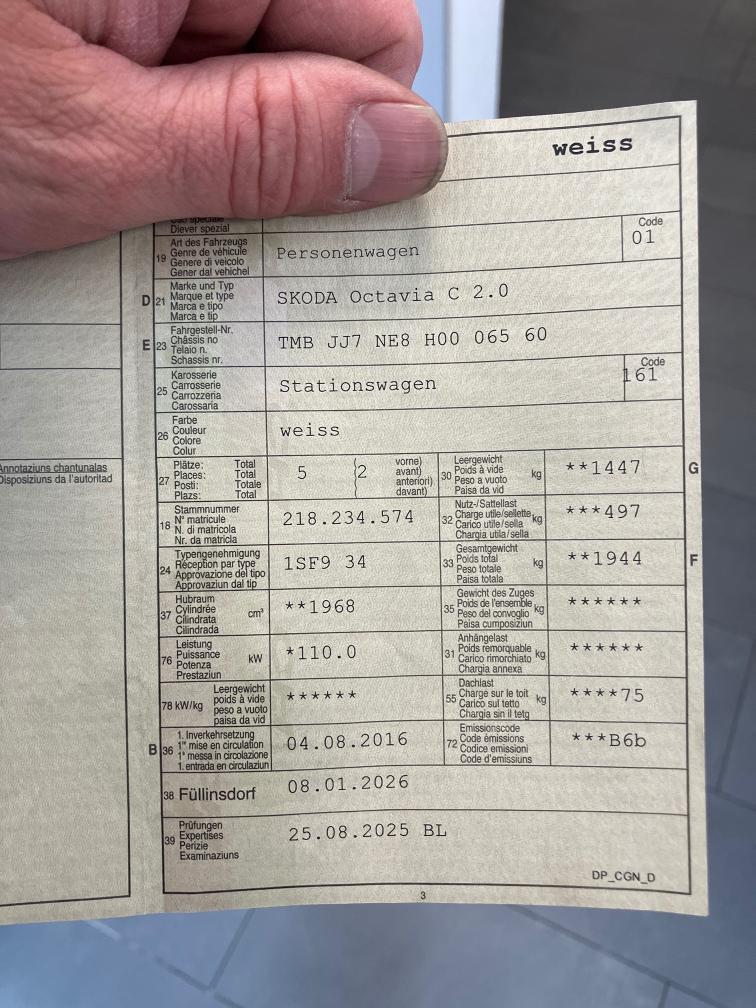 weiss
Diever spezial
Code
01
19 Art des Fahrzeugs
Genre de véhicule
Genere di veicolo
Gener dal vehichel
Personenwagen
D 21 Marke und Typ
Marque et type
Marca e tipo
Marca e tip
SKODA Octavia C 2.0
E 23 Fahrgestell-Nr.
Châssis no
Telaio n.
Schassis nr.
TMB JJ7 NE8 H00 065 60
25 Karosserie
Carrosserie
Carrozzeria
Carossaria
Stationswagen
Code
161
26 Farbe
Couleur
Colore
Colur
weiss
Annotaziuns chantunalas
Disposiziuns da l'autoritad
27 Plätze: Total
Places: Total
Posti: Totale
Plazs: Total
5 (2 vorne)
avant)
anteriori)
davant)
30 Leergewicht
Poids à vide
Peso a vuoto
Paisa da vid
kg
**1447
G
18 Stammnummer
N° matricule
N. di matricola
Nr. da matricla
218.234.574
32 Nutz-/Sattellast
Charge utile/sellette
Carico utile/sella
Chargia utila/sella
kg
***497
24 Typengenehmigung
Réception par type
Approvazione del tipo
Approvaziun dal tip
1SF9 34
33 Gesamtgewicht
Poids total
Peso totale
Paisa totala
kg
**1944
F
37 Hubraum
Cylindrée
Cilindrata
Cilindrada
cm³
**1968
35 Gewicht des Zuges
Poids de l'ensemble
Peso del convoglio
Paisa cumposiziun
kg
******
76 Leistung
Puissance
Potenza
Prestaziun
kW
*110.0
31 Anhängelast
Poids remorquable
Carico rimorchiato
Chargia annexa
kg
******
78 kW/kg Leergewicht
poids à vide
peso a vuoto
paisa da vid
******
55 Dachlast
Charge sur le toit
Carico sul tetto
Chargia sin il tetg
kg
****75
B 36 1. Inverkehrsetzung
1re mise en circulation
1a messa in circolazione
1. entrada en circulaziun
04.08.2016
72 Emissionscode
Code émissions
Codice emissioni
Code d'emissiuns
***B6b
38 Füllinsdorf
08.01.2026
39 Prüfungen
Expertises
Perizie
Examinaziuns
25.08.2025 BL
DP_CGN_D
3